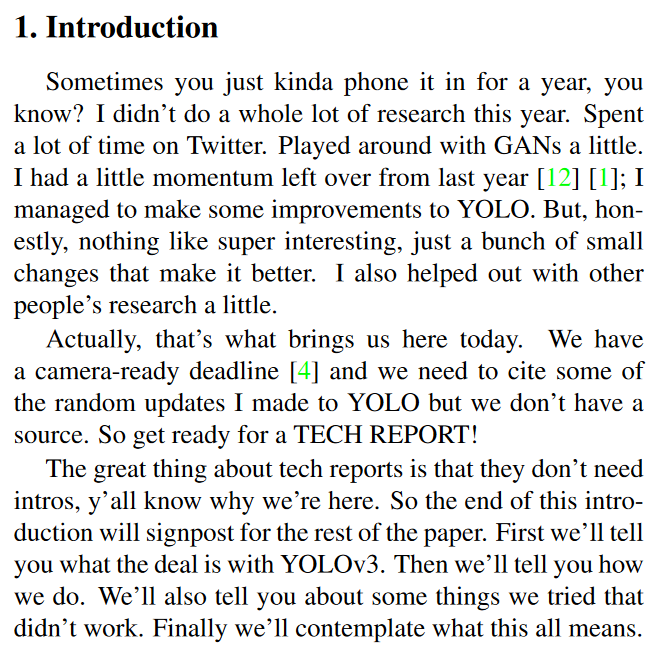 1. Introduction
Sometimes you just kinda phone it in for a year, you
know? I didn't do a whole lot of research this year. Spent
a lot of time on Twitter. Played around with GANs a little.
I had a little momentum left over from last year [12] [1]; I
managed to make some improvements to YOLO. But, hon-
estly, nothing like super interesting, just a bunch of small
changes that make it better. I also helped out with other
people's research a little.
Actually, that's what brings us here today. We have
a camera-ready deadline [4] and we need to cite some of
the random updates I made to YOLO but we don't have a
source. So get ready for a TECH REPORT!
The great thing about tech reports is that they don't need
intros, y'all know why we're here. So the end of this intro-
duction will signpost for the rest of the paper. First we'll tell
you what the deal is with YOLOv3. Then we'll tell you how
we do. We'll also tell you about some things we tried that
didn't work. Finally we'll contemplate what this all means.